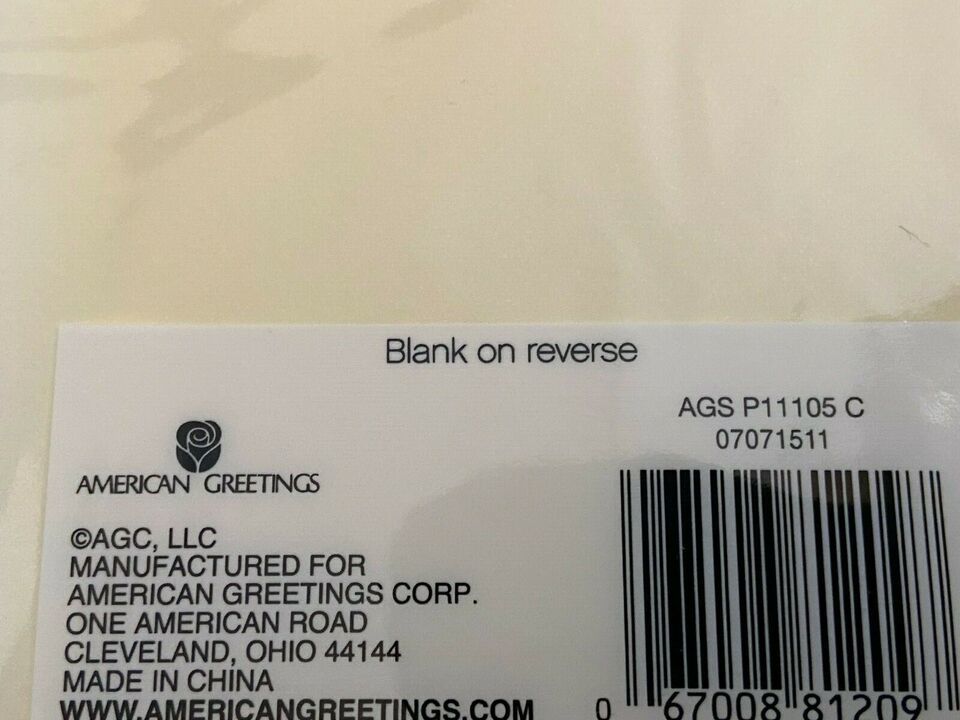 Blank on reverse
AGS P11105 C
07071511
AMERICAN GREETINGS
©AGC, LLC
MANUFACTURED FOR
AMERICAN GREETINGS CORP.
ONE AMERICAN ROAD
CLEVELAND, OHIO 44144
MADE IN CHINA
WWW.AMERICANGREETINGS.COM
0 67008 81209